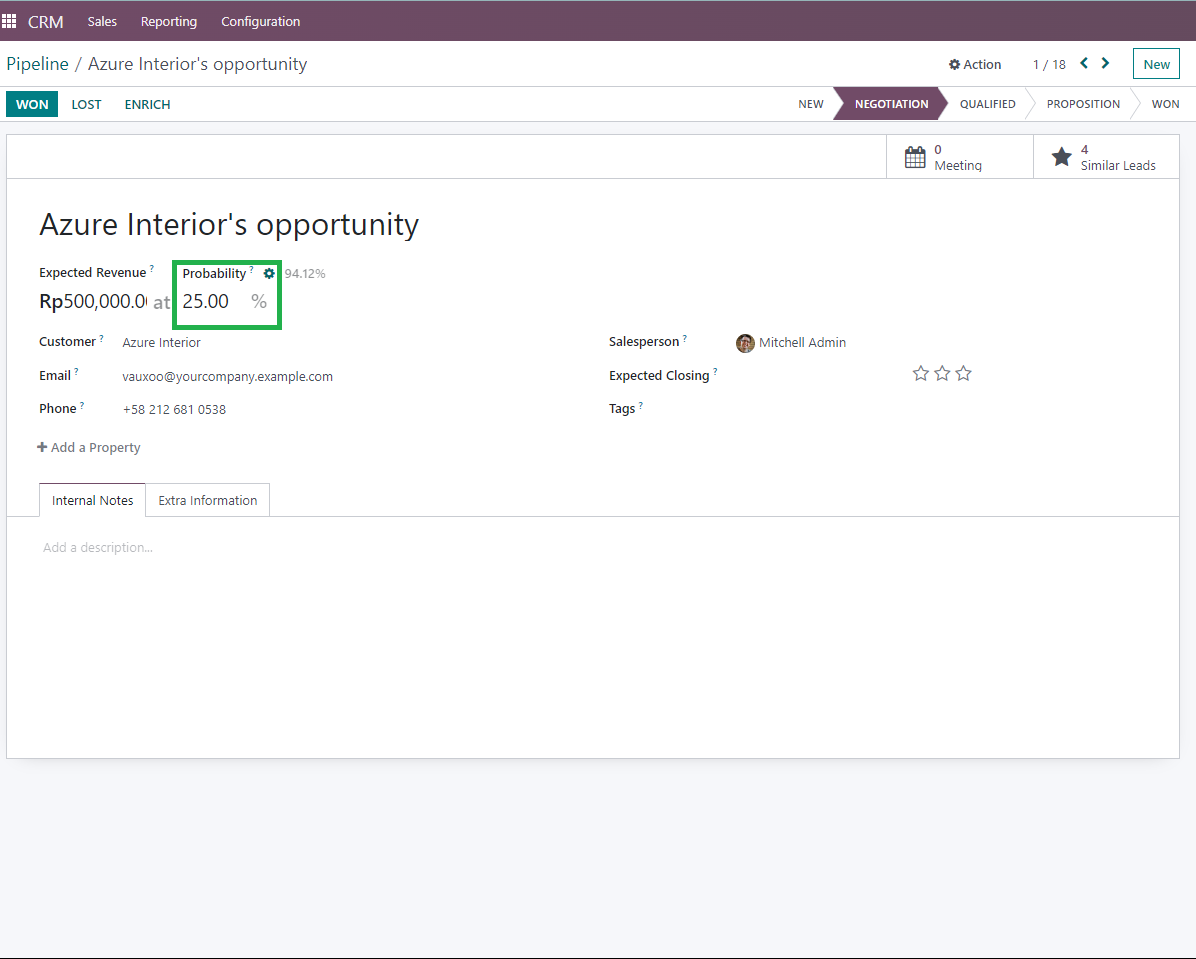 CRM Sales Reporting Configuration
Pipeline / Azure Interior's opportunity Action 1 / 18 New
WON LOST ENRICH NEW NEGOTIATION QUALIFIED PROPOSITION WON
0
Meeting
4
Similar Leads
Azure Interior's opportunity
Expected Revenue ? Probability ? 94.12%
Rp500,000.0 at 25.00 %
Customer ? Azure Interior Salesperson ? Mitchell Admin
Email ? vauxoo@yourcompany.example.com Expected Closing ?
Phone ? +58 212 681 0538 Tags ?
+ Add a Property
Internal Notes Extra Information
Add a description...